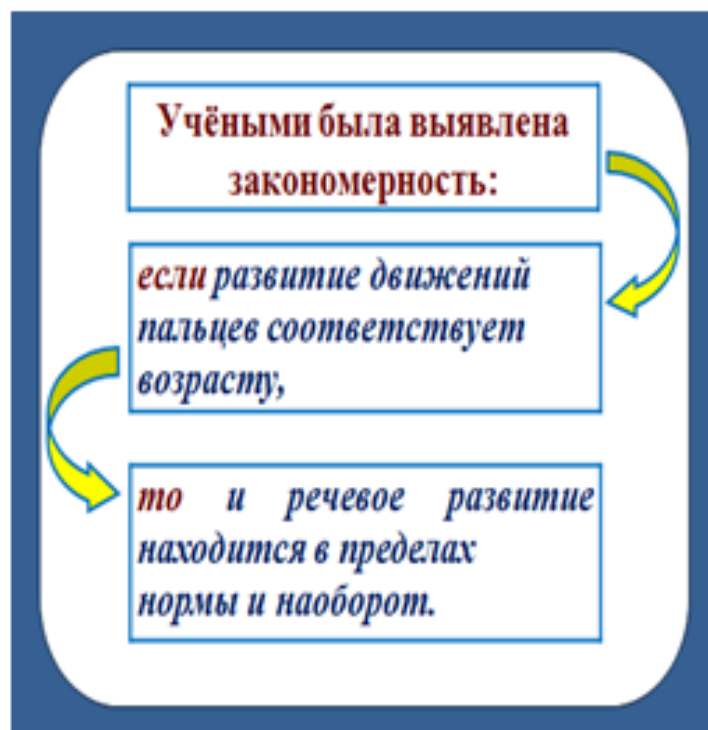 Учёными была выявлена
закономерность:
если развитие движений
пальцев соответствует
возрасту,
то и речевое развитие
находится в пределах
нормы и наоборот.